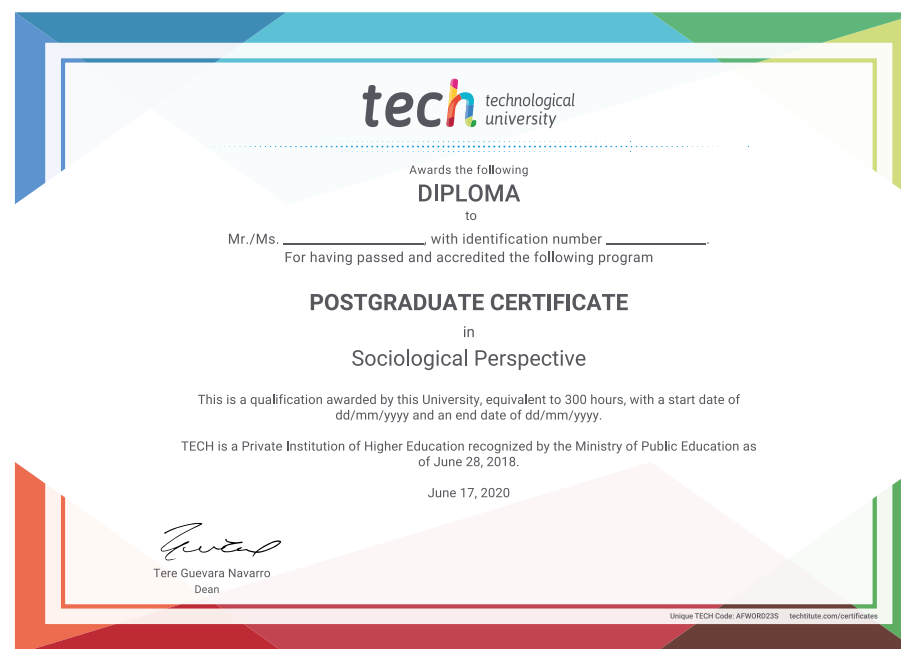 tech technological
university
Awards the following
DIPLOMA
to
Mr./Ms. ____________________, with identification number ______________.
For having passed and accredited the following program
POSTGRADUATE CERTIFICATE
in
Sociological Perspective
This is a qualification awarded by this University, equivalent to 300 hours, with a start date of
dd/mm/yyyy and an end date of dd/mm/yyyy.
TECH is a Private Institution of Higher Education recognized by the Ministry of Public Education as
of June 28, 2018.
June 17, 2020
Tere Guevara Navarro
Dean
Unique TECH Code: AFWORD23S techtitute.com/certificates